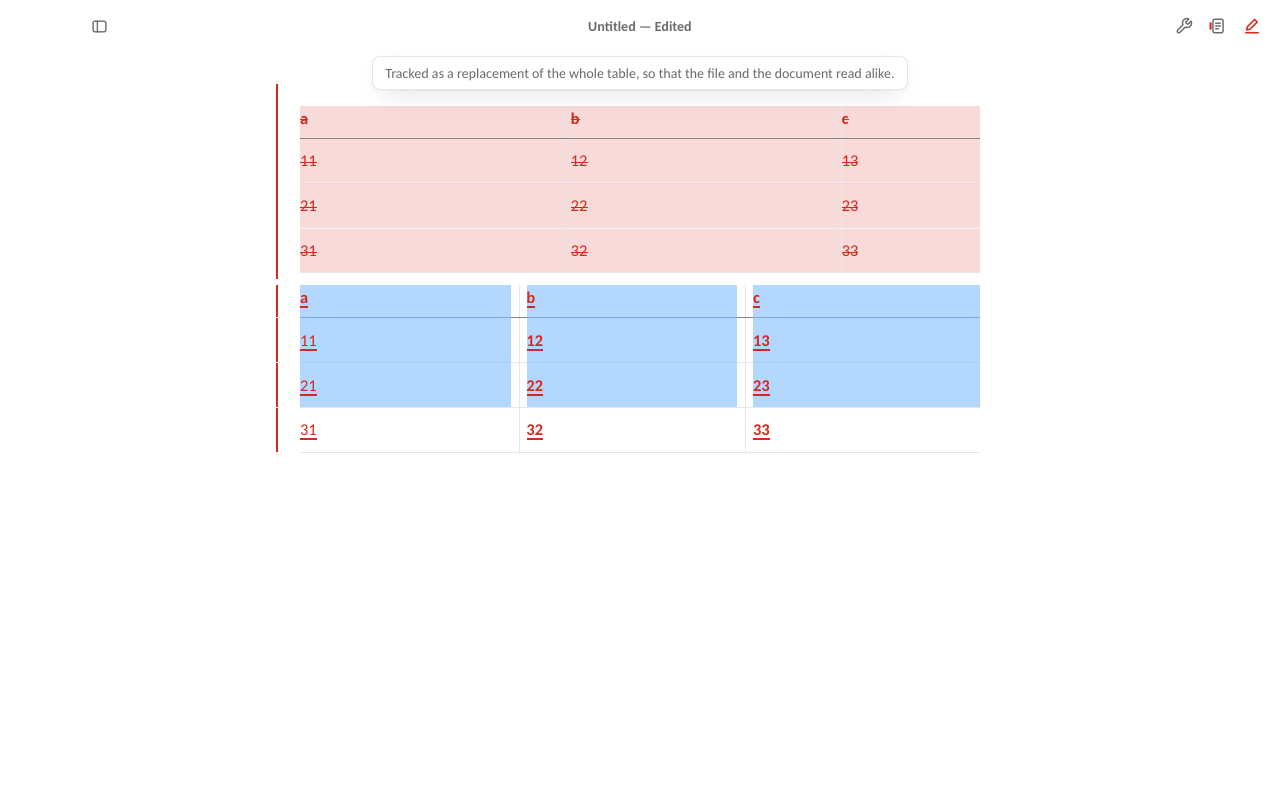 Untitled — Edited
Tracked as a replacement of the whole table, so that the file and the document read alike.
a b c
11 12 13
21 22 23
31 32 33
a b c
11 12 13
21 22 23
31 32 33